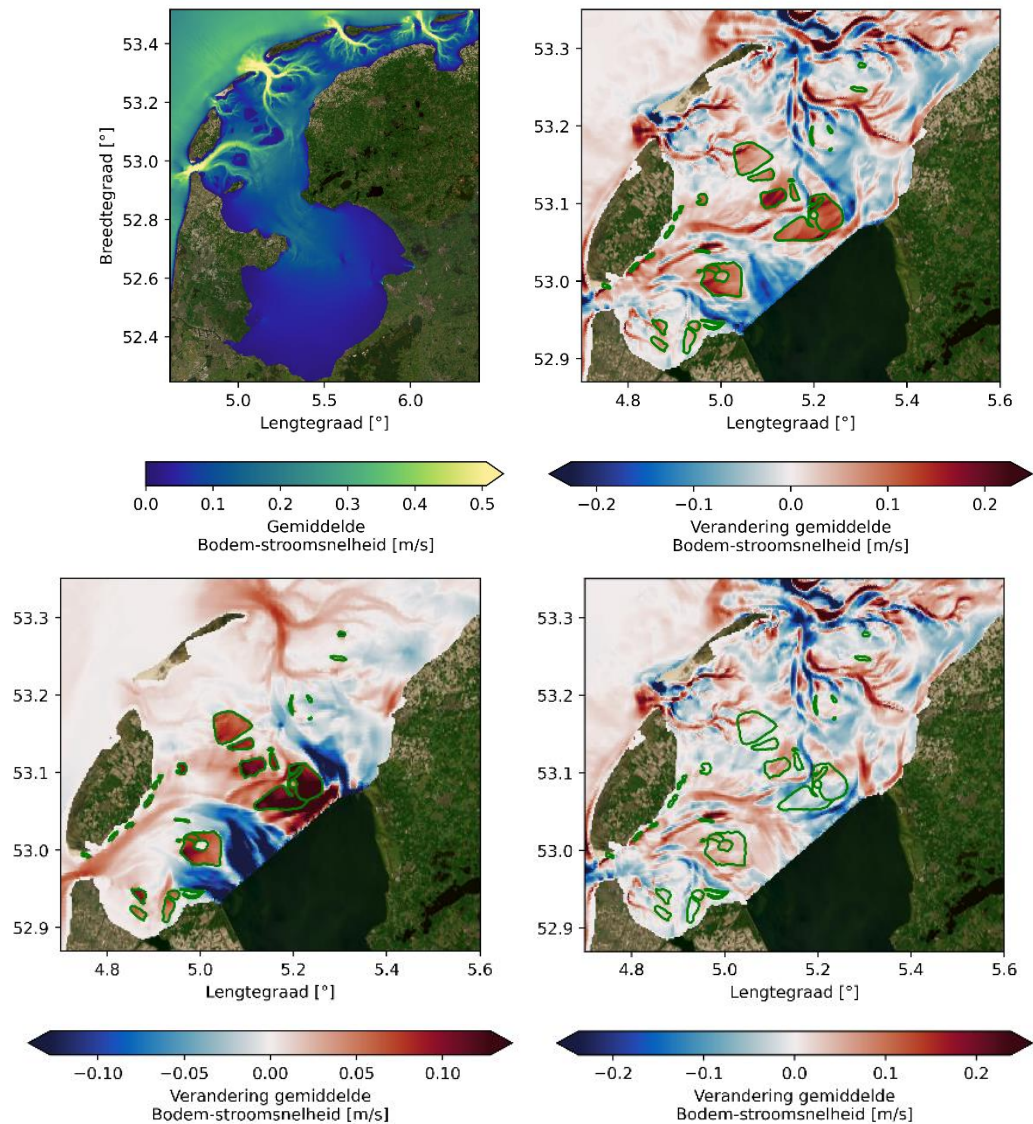 53.4
53.2
53.0
52.8
52.6
52.4
Breedtegraad [°]
5.0 5.5 6.0
Lengtegraad [°]
0.0 0.1 0.2 0.3 0.4 0.5
Gemiddelde
Bodem-stroomsnelheid [m/s]
53.3
53.2
53.1
53.0
52.9
4.8 5.0 5.2 5.4 5.6
Lengtegraad [°]
−0.2 −0.1 0.0 0.1 0.2
Verandering gemiddelde
Bodem-stroomsnelheid [m/s]
53.3
53.2
53.1
53.0
52.9
4.8 5.0 5.2 5.4 5.6
Lengtegraad [°]
−0.10 −0.05 0.00 0.05 0.10
Verandering gemiddelde
Bodem-stroomsnelheid [m/s]
53.3
53.2
53.1
53.0
52.9
4.8 5.0 5.2 5.4 5.6
Lengtegraad [°]
−0.2 −0.1 0.0 0.1 0.2
Verandering gemiddelde
Bodem-stroomsnelheid [m/s]